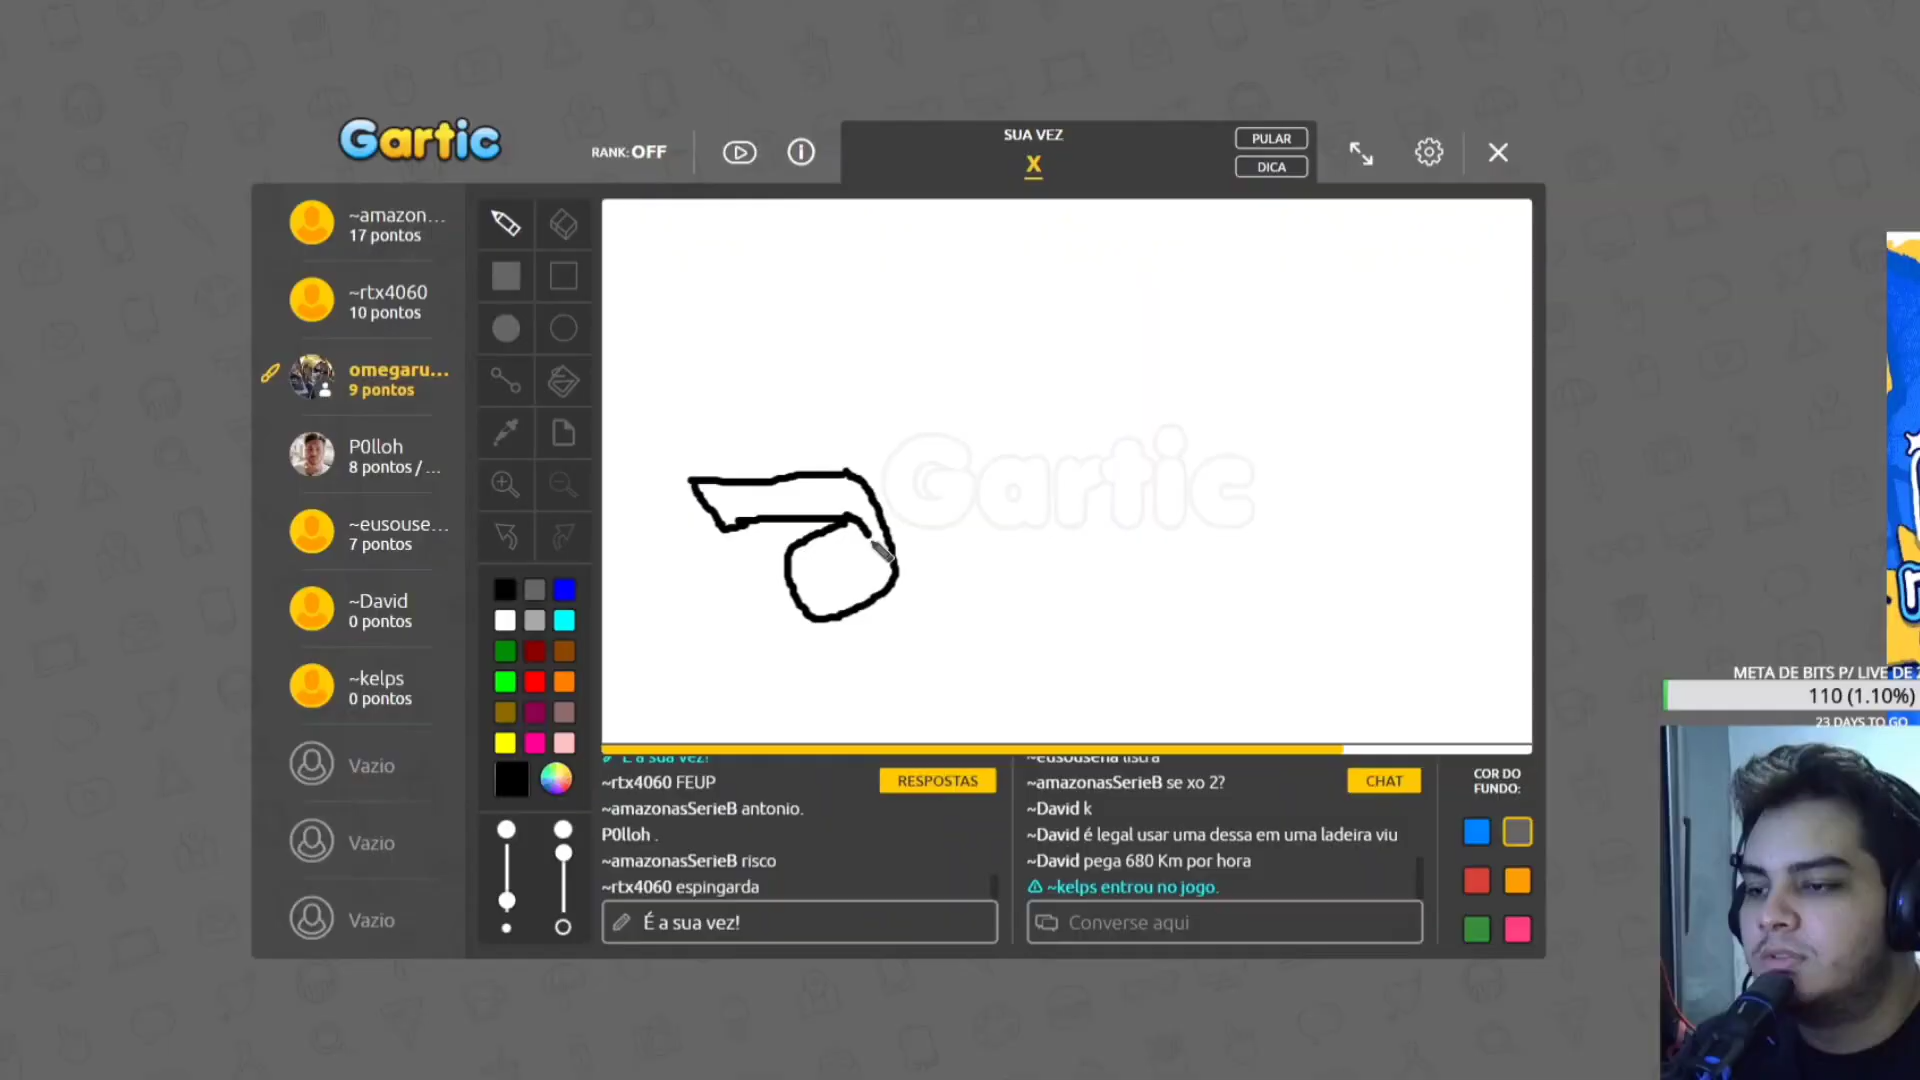 Gartic
RANK: OFF
SUA VEZ
X
PULAR
DICA
~amazon...
17 pontos
~rtx4060
10 pontos
omegaru...
9 pontos
P0lloh
8 pontos / ...
~eusouse...
7 pontos
~David
0 pontos
~kelps
0 pontos
Vazio
Vazio
Vazio
Gartic
É a sua vez!
~rtx4060 FEUP
~amazonasSerieB antonio.
P0lloh .
~amazonasSerieB risco
~rtx4060 espingarda
RESPOSTAS
É a sua vez!
~amazonasSerieB se xo 2?
~David k
~David é legal usar uma dessa em uma ladeira viu
~David pega 680 Km por hora
~kelps entrou no jogo.
CHAT
Converse aqui
COR DO
FUNDO:
META DE BITS P/ LIVE DE
110 (1.10%)
23 DAYS TO GO